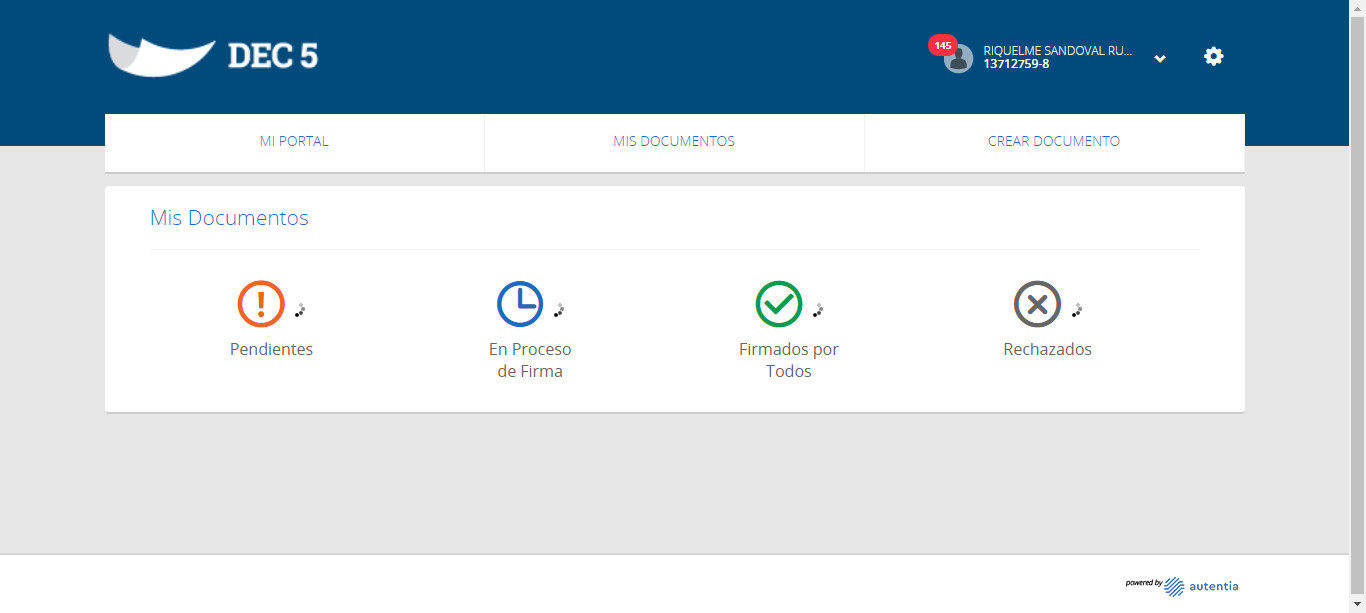 DEC 5
145
RIQUELME SANDOVAL RU...
13712759-8
MI PORTAL
MIS DOCUMENTOS
CREAR DOCUMENTO
Mis Documentos
Pendientes
En Proceso
de Firma
Firmados por
Todos
Rechazados
powered by
autentia